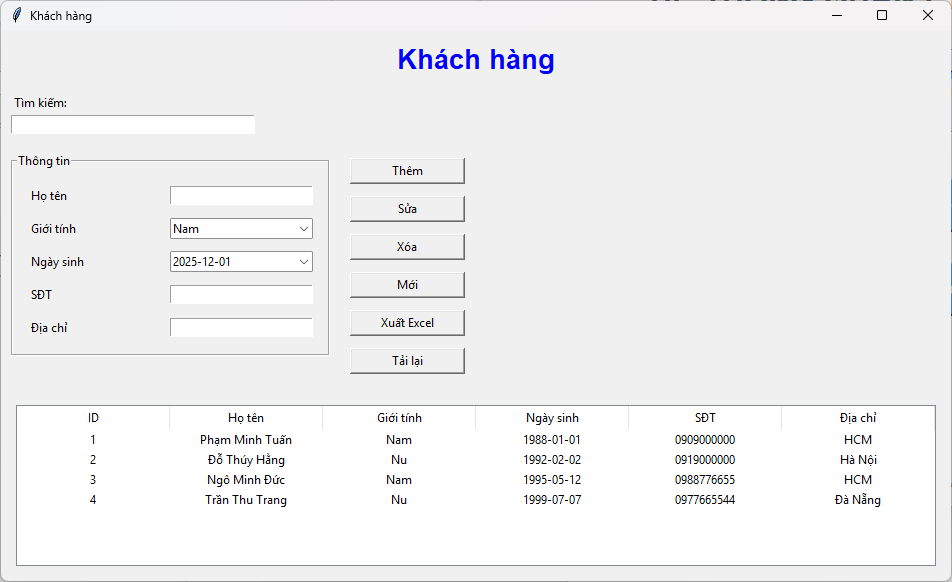 Khách hàng
Khách hàng
Tìm kiếm:
Thông tin
Họ tên
Giới tính Nam
Ngày sinh 2025-12-01
SĐT
Địa chỉ
Thêm
Sửa
Xóa
Mới
Xuất Excel
Tải lại
ID Họ tên Giới tính Ngày sinh SĐT Địa chỉ
1 Phạm Minh Tuấn Nam 1988-01-01 0909000000 HCM
2 Đỗ Thúy Hằng Nu 1992-02-02 0919000000 Hà Nội
3 Ngô Minh Đức Nam 1995-05-12 0988776655 HCM
4 Trần Thu Trang Nu 1999-07-07 0977665544 Đà Nẵng